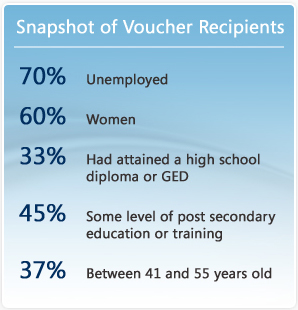 Snapshot of Voucher Recipients
70% Unemployed
60% Women
33% Had attained a high school
diploma or GED
45% Some level of post secondary
education or training
37% Between 41 and 55 years old